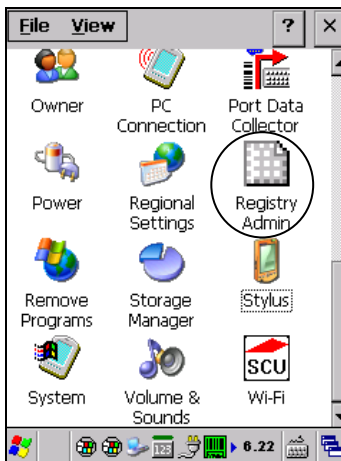 File View ? ×
Owner PC Connection Port Data Collector
Power Regional Settings Registry Admin
Remove Programs Storage Manager Stylus
SCU
System Volume & Sounds Wi-Fi
123 6.22